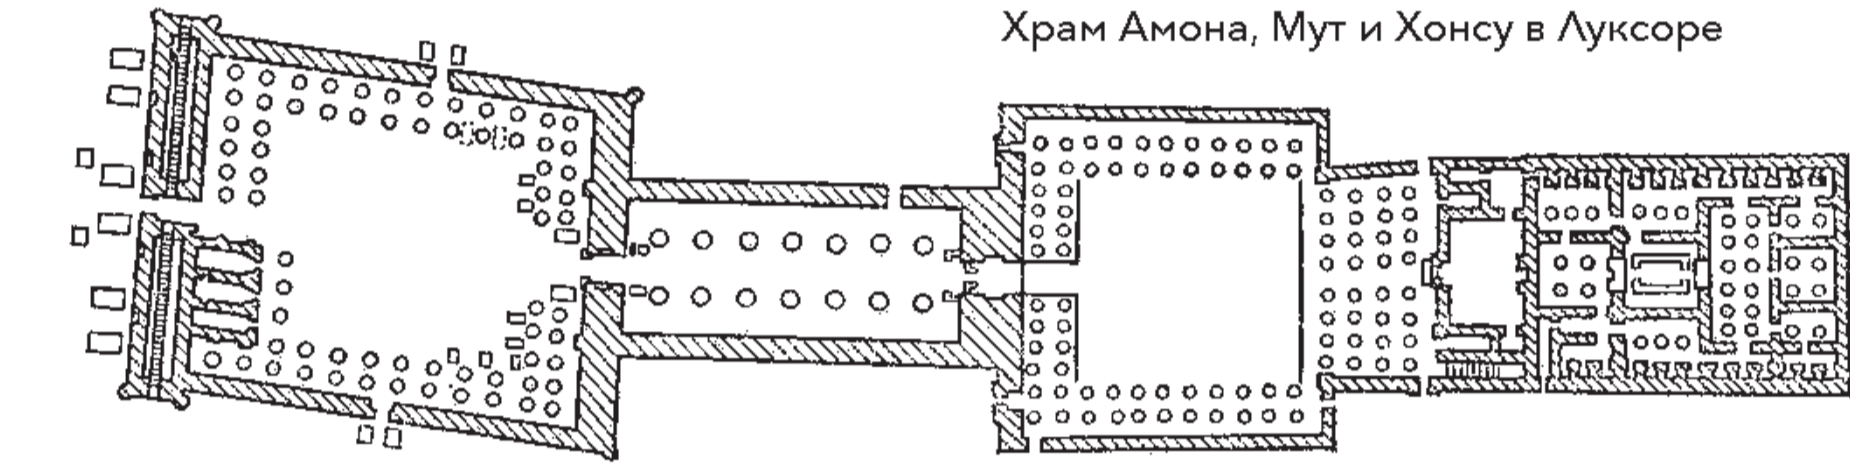 Храм Амона, Мут и Хонсу в Луксоре